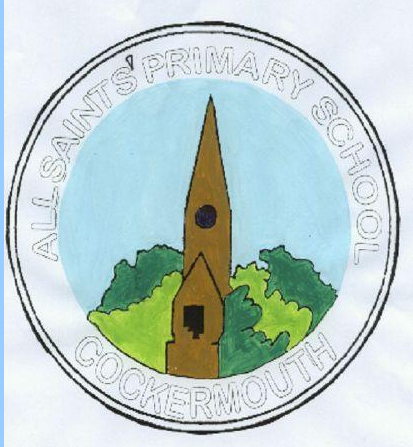 ALL SAINTS' PRIMARY SCHOOL
COCKERMOUTH